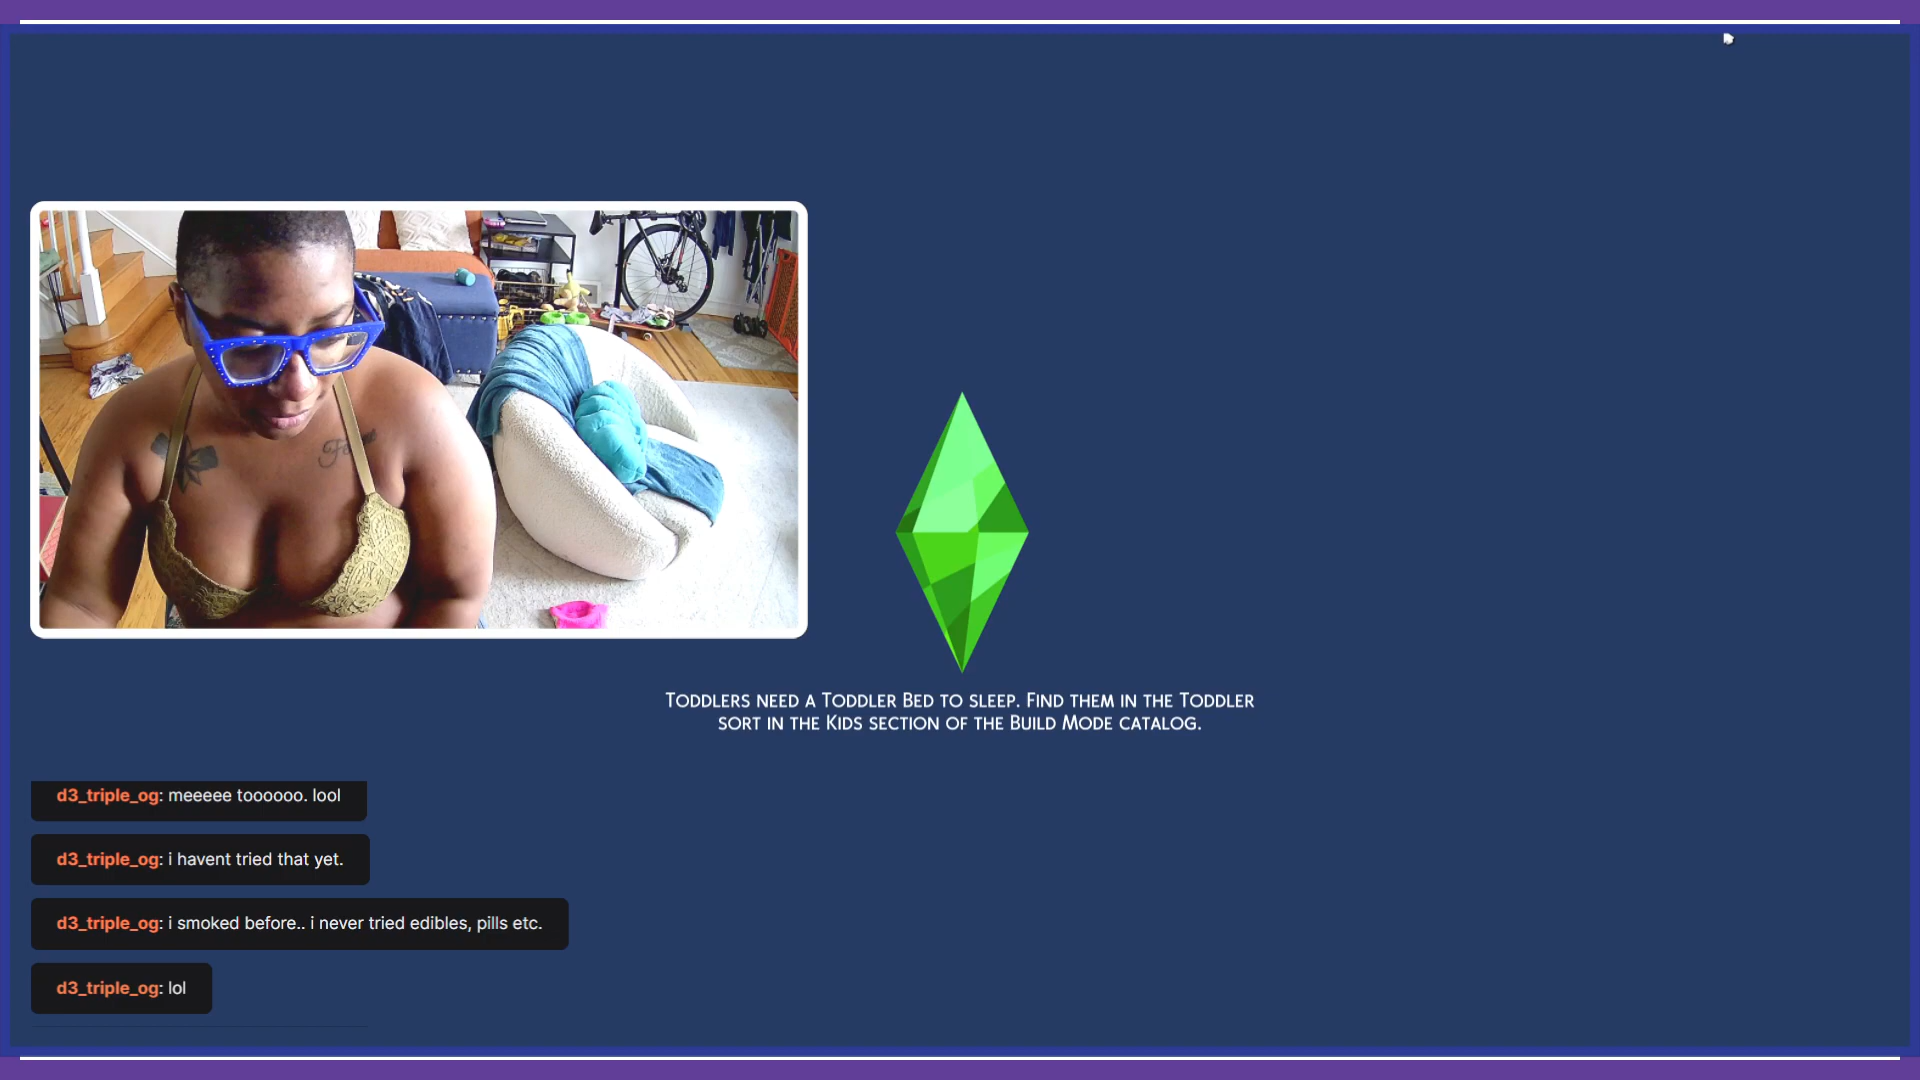 TODDLERS NEED A TODDLER BED TO SLEEP. FIND THEM IN THE TODDLER
SORT IN THE KIDS SECTION OF THE BUILD MODE CATALOG.
d3_triple_og: meeeee toooooo. lool
d3_triple_og: i havent tried that yet.
d3_triple_og: i smoked before.. i never tried edibles, pills etc.
d3_triple_og: lol